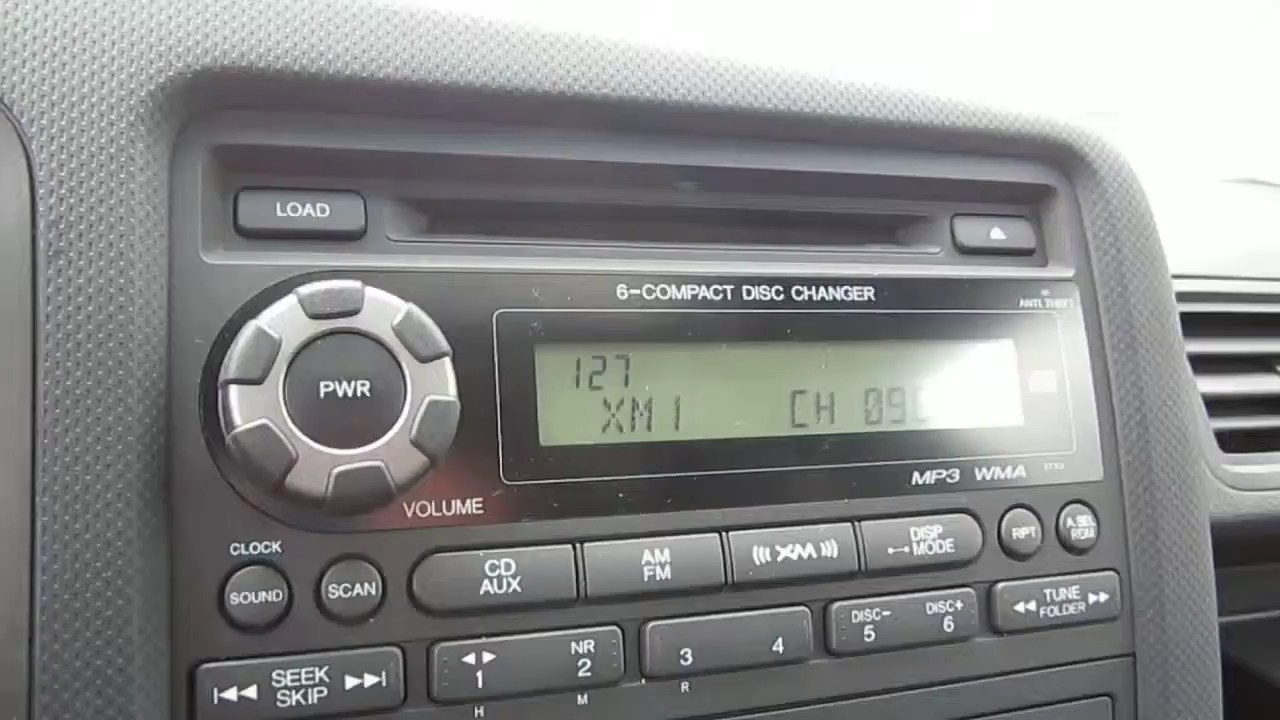 LOAD
6-COMPACT DISC CHANGER
ANTI THEFT
PWR
127
XM1 CH 09
MP3 WMA
VOLUME
CLOCK
SOUND
SCAN
CD
AUX
AM
FM
XM
DISP
MODE
RPT
A.SEL
RDM
SEEK
SKIP
1
NR
2
3
4
DISC-
5
DISC+
6
TUNE
FOLDER
H
M
R